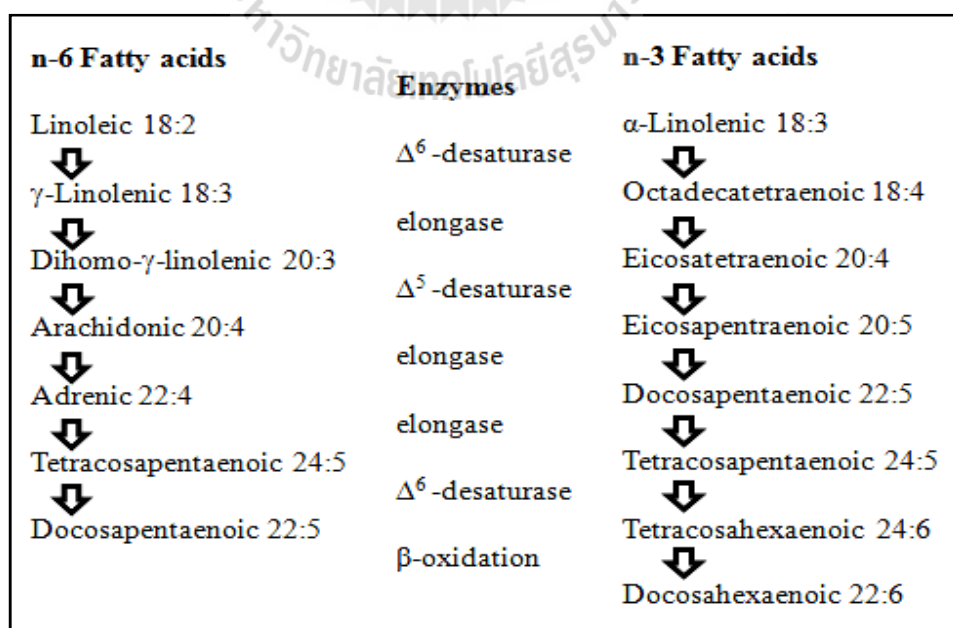 n-6 Fatty acids
Linoleic 18:2
γ-Linolenic 18:3
Dihomo-γ-linolenic 20:3
Arachidonic 20:4
Adrenic 22:4
Tetracosapentaenoic 24:5
Docosapentaenoic 22:5
Enzymes
Δ⁶ -desaturase
elongase
Δ⁵ -desaturase
elongase
elongase
Δ⁶ -desaturase
β-oxidation
n-3 Fatty acids
α-Linolenic 18:3
Octadecatetraenoic 18:4
Eicosatetraenoic 20:4
Eicosapentraenoic 20:5
Docosapentaenoic 22:5
Tetracosapentaenoic 24:5
Tetracosahexaenoic 24:6
Docosahexaenoic 22:6